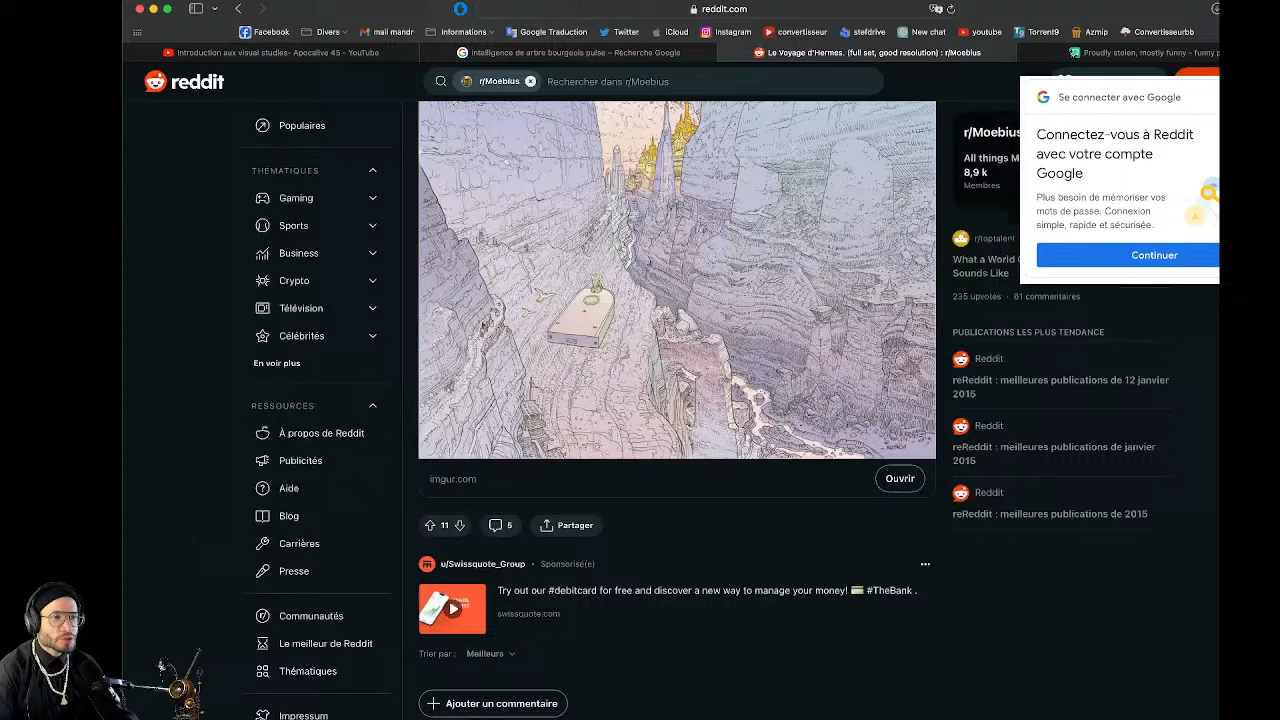 reddit.com
Facebook
Divers
mail mandr
Informations
Google Traduction
Twitter
iCloud
Instagram
convertisseur
stefdrive
New chat
youtube
Torrent9
Azmip
Convertisseurbb
Introduction aux visual studies- Apocalive 45 – YouTube
Intelligence de arbre bourgeois pulse – Recherche Google
Le Voyage d'Hermes. (full set, good resolution) : r/Moebius
Proudly stolen, mostly funny - funny p
reddit
r/Moebius
Rechercher dans r/Moebius
Populaires
THÉMATIQUES
Gaming
Sports
Business
Crypto
Télévision
Célébrités
En voir plus
RESSOURCES
À propos de Reddit
Publicités
Aide
Blog
Carrières
Presse
Communautés
Le meilleur de Reddit
Thématiques
Impressum
imgur.com
Ouvrir
11
5
Partager
u/Swissquote_Group • Sponsorisé(e)
Try out our #debitcard for free and discover a new way to manage your money! 💳 #TheBank .
swissquote.com
Trier par :
Meilleurs
Ajouter un commentaire
r/Moebius
All things M
8,9 k
Membres
Se connecter avec Google
Connectez-vous à Reddit
avec votre compte
Google
Plus besoin de mémoriser vos
mots de passe. Connexion
simple, rapide et sécurisée.
Continuer
r/toptalent
What a World
Sounds Like
235 upvotes · 61 commentaires
PUBLICATIONS LES PLUS TENDANCE
Reddit
reReddit : meilleures publications de 12 janvier
2015
Reddit
reReddit : meilleures publications de janvier
2015
Reddit
reReddit : meilleures publications de 2015